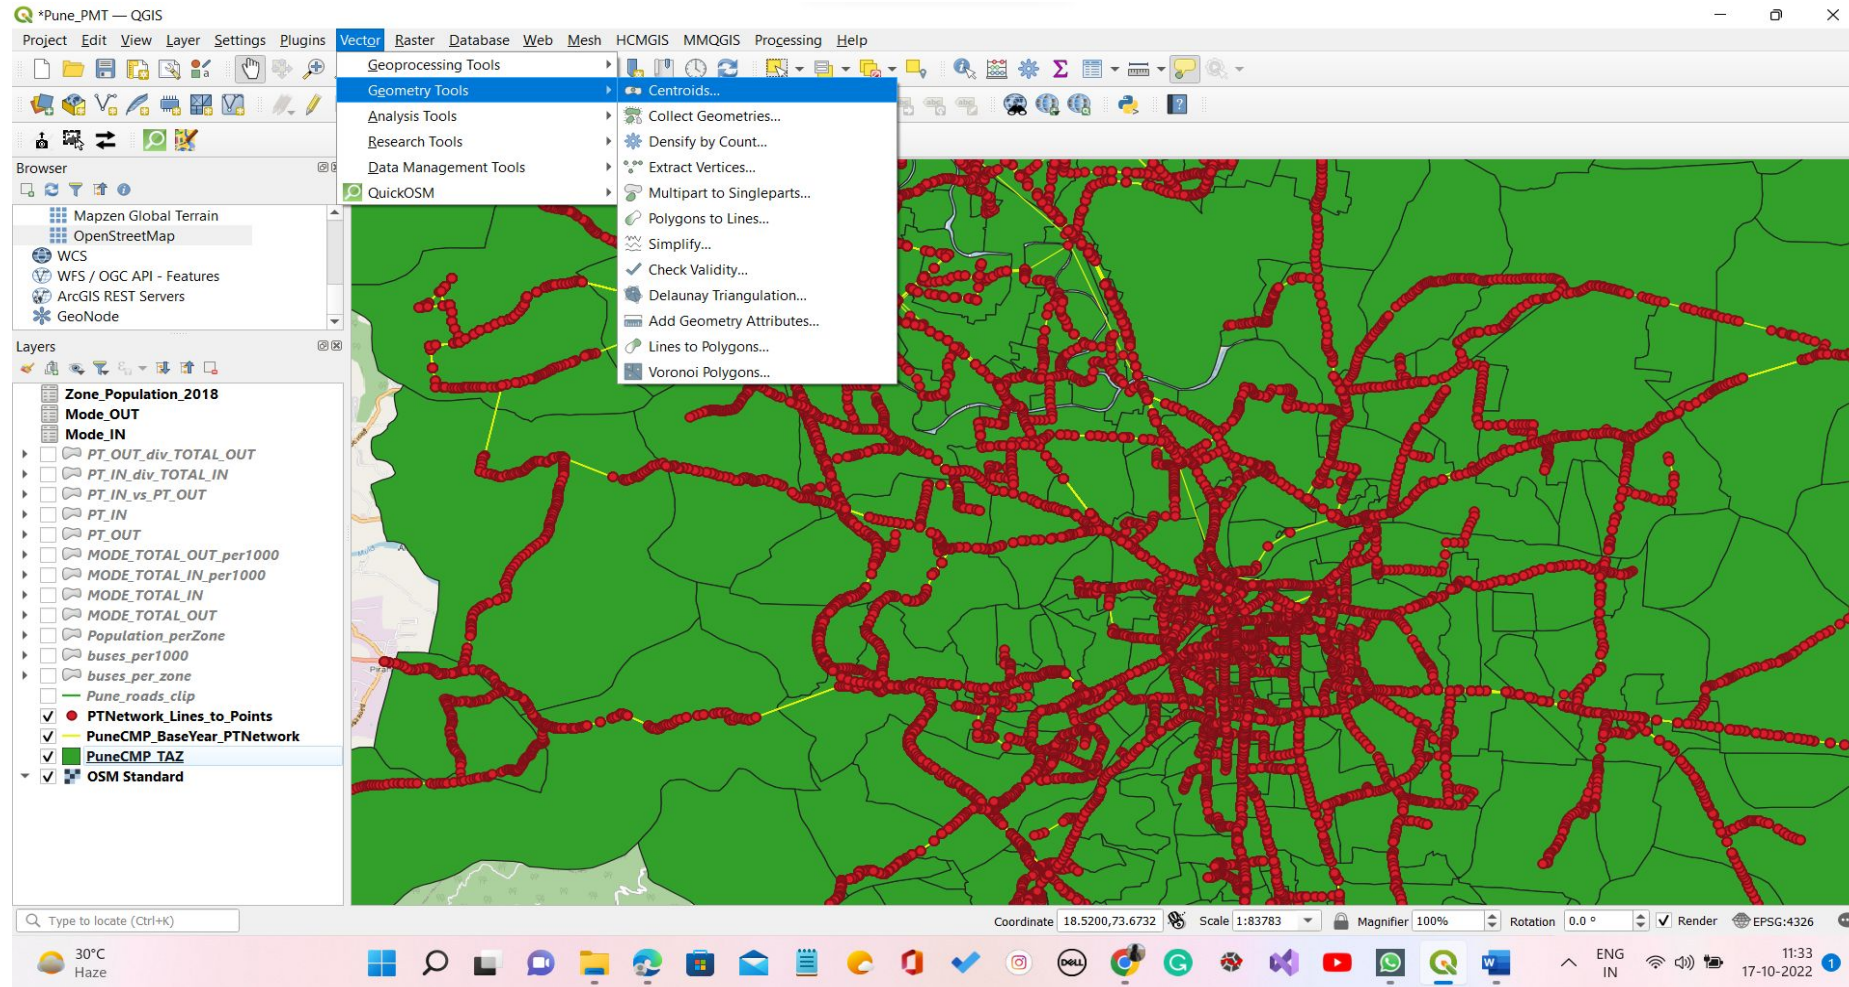 *Pune_PMT — QGIS
Project Edit View Layer Settings Plugins Vector Raster Database Web Mesh HCMGIS MMQGIS Processing Help
Geoprocessing Tools
Geometry Tools
Analysis Tools
Research Tools
Data Management Tools
QuickOSM
Centroids...
Collect Geometries...
Densify by Count...
Extract Vertices...
Multipart to Singleparts...
Polygons to Lines...
Simplify...
Check Validity...
Delaunay Triangulation...
Add Geometry Attributes...
Lines to Polygons...
Voronoi Polygons...
Browser
Mapzen Global Terrain
OpenStreetMap
WCS
WFS / OGC API - Features
ArcGIS REST Servers
GeoNode
Layers
Zone_Population_2018
Mode_OUT
Mode_IN
PT_OUT_div_TOTAL_OUT
PT_IN_div_TOTAL_IN
PT_IN_vs_PT_OUT
PT_IN
PT_OUT
MODE_TOTAL_OUT_per1000
MODE_TOTAL_IN_per1000
MODE_TOTAL_IN
MODE_TOTAL_OUT
Population_perZone
buses_per1000
buses_per_zone
Pune_roads_clip
PTNetwork_Lines_to_Points
PuneCMP_BaseYear_PTNetwork
PuneCMP_TAZ
OSM Standard
Type to locate (Ctrl+K)
Coordinate 18.5200,73.6732 Scale 1:83783 Magnifier 100% Rotation 0.0 ° Render EPSG:4326
30°C
Haze
DELL
ENG
IN
11:33
17-10-2022
1